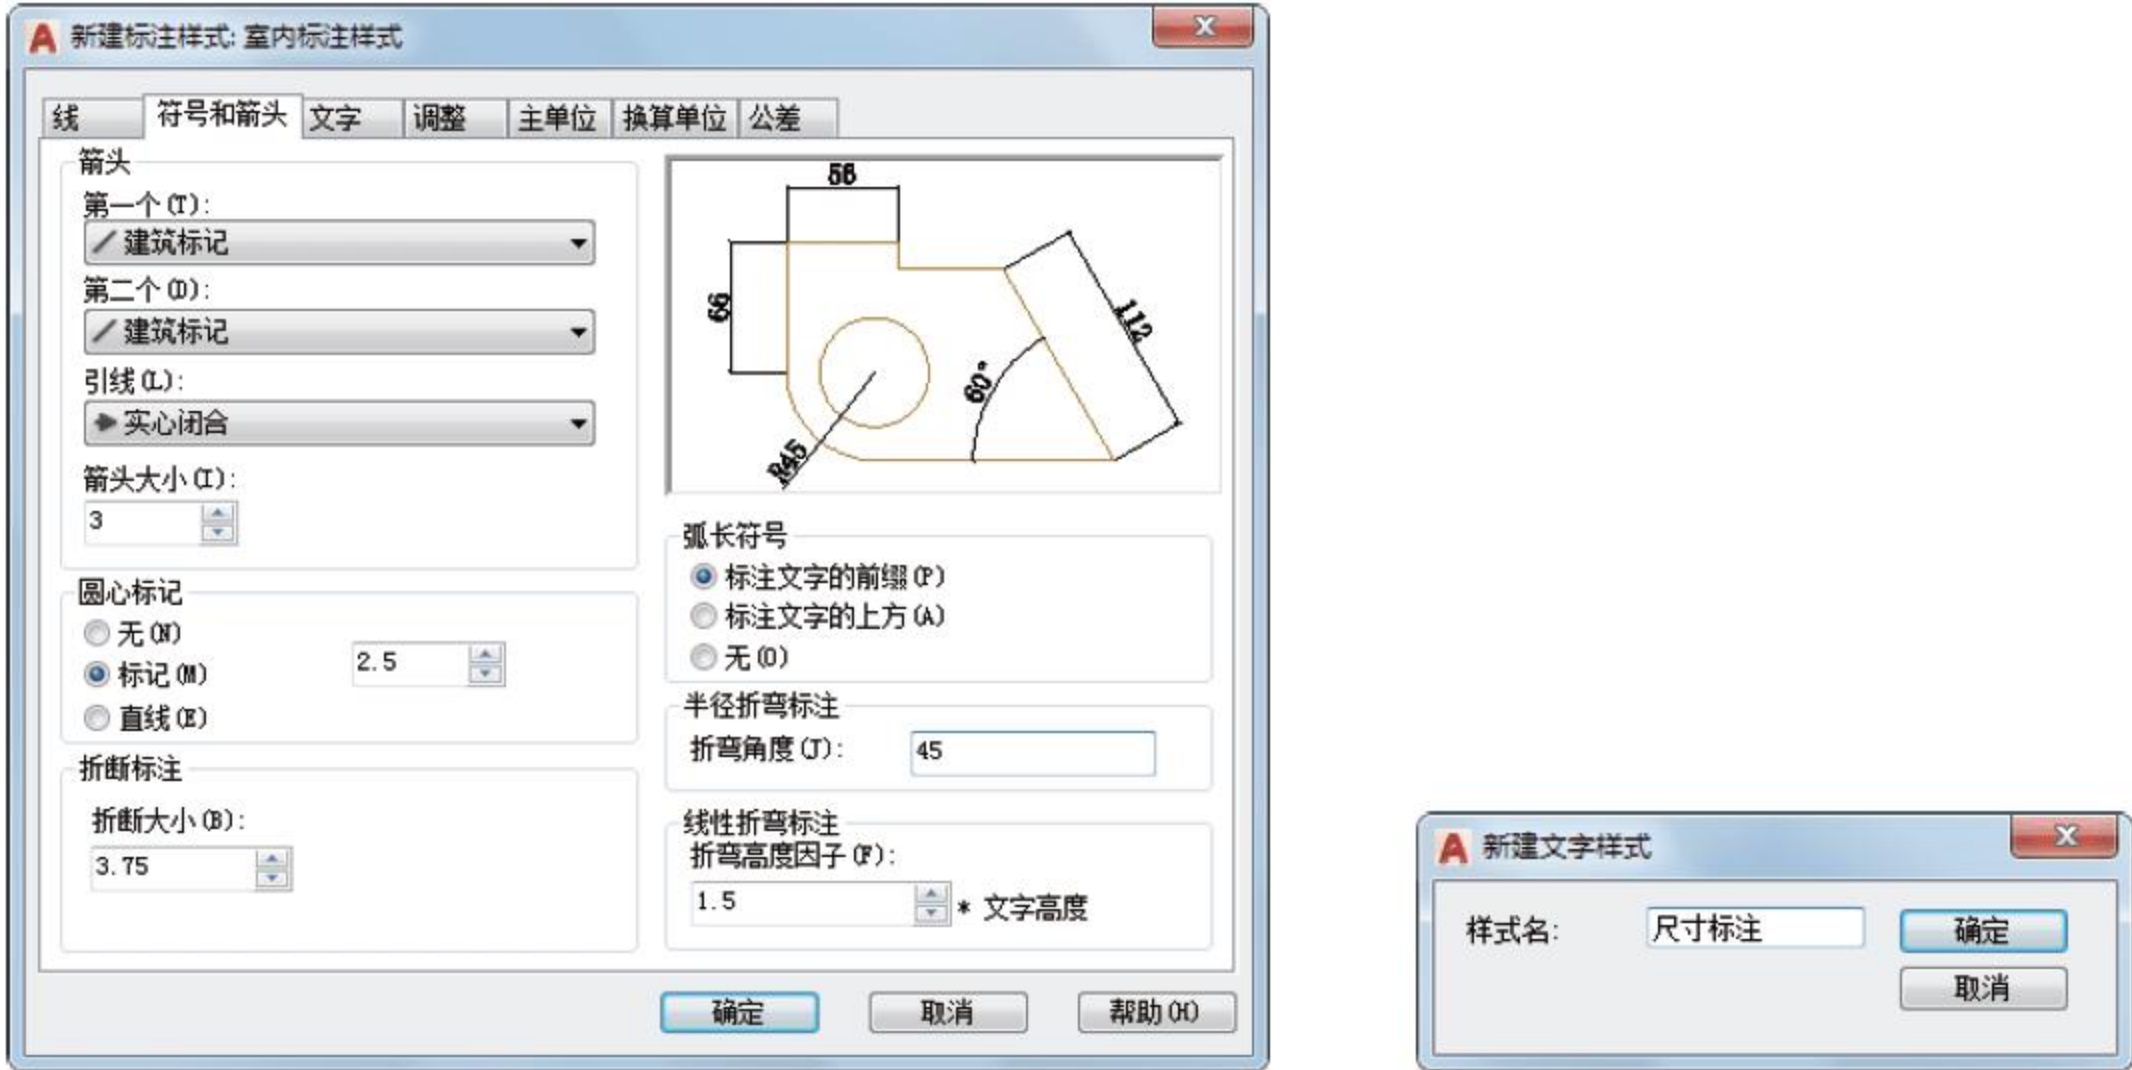 新建标注样式: 室内标注样式
线 符号和箭头 文字 调整 主单位 换算单位 公差
箭头
第一个(T):
建筑标记
第二个(D):
建筑标记
引线(L):
实心闭合
箭头大小(I):
3
圆心标记
无(N)
标记(M)
2.5
直线(E)
折断标注
折断大小(B):
3.75
56
66
112
60°
R45
弧长符号
标注文字的前缀(P)
标注文字的上方(A)
无(O)
半径折弯标注
折弯角度(J):
45
线性折弯标注
折弯高度因子(F):
1.5
* 文字高度
确定 取消 帮助(H)
新建文字样式
样式名: 尺寸标注 确定
取消